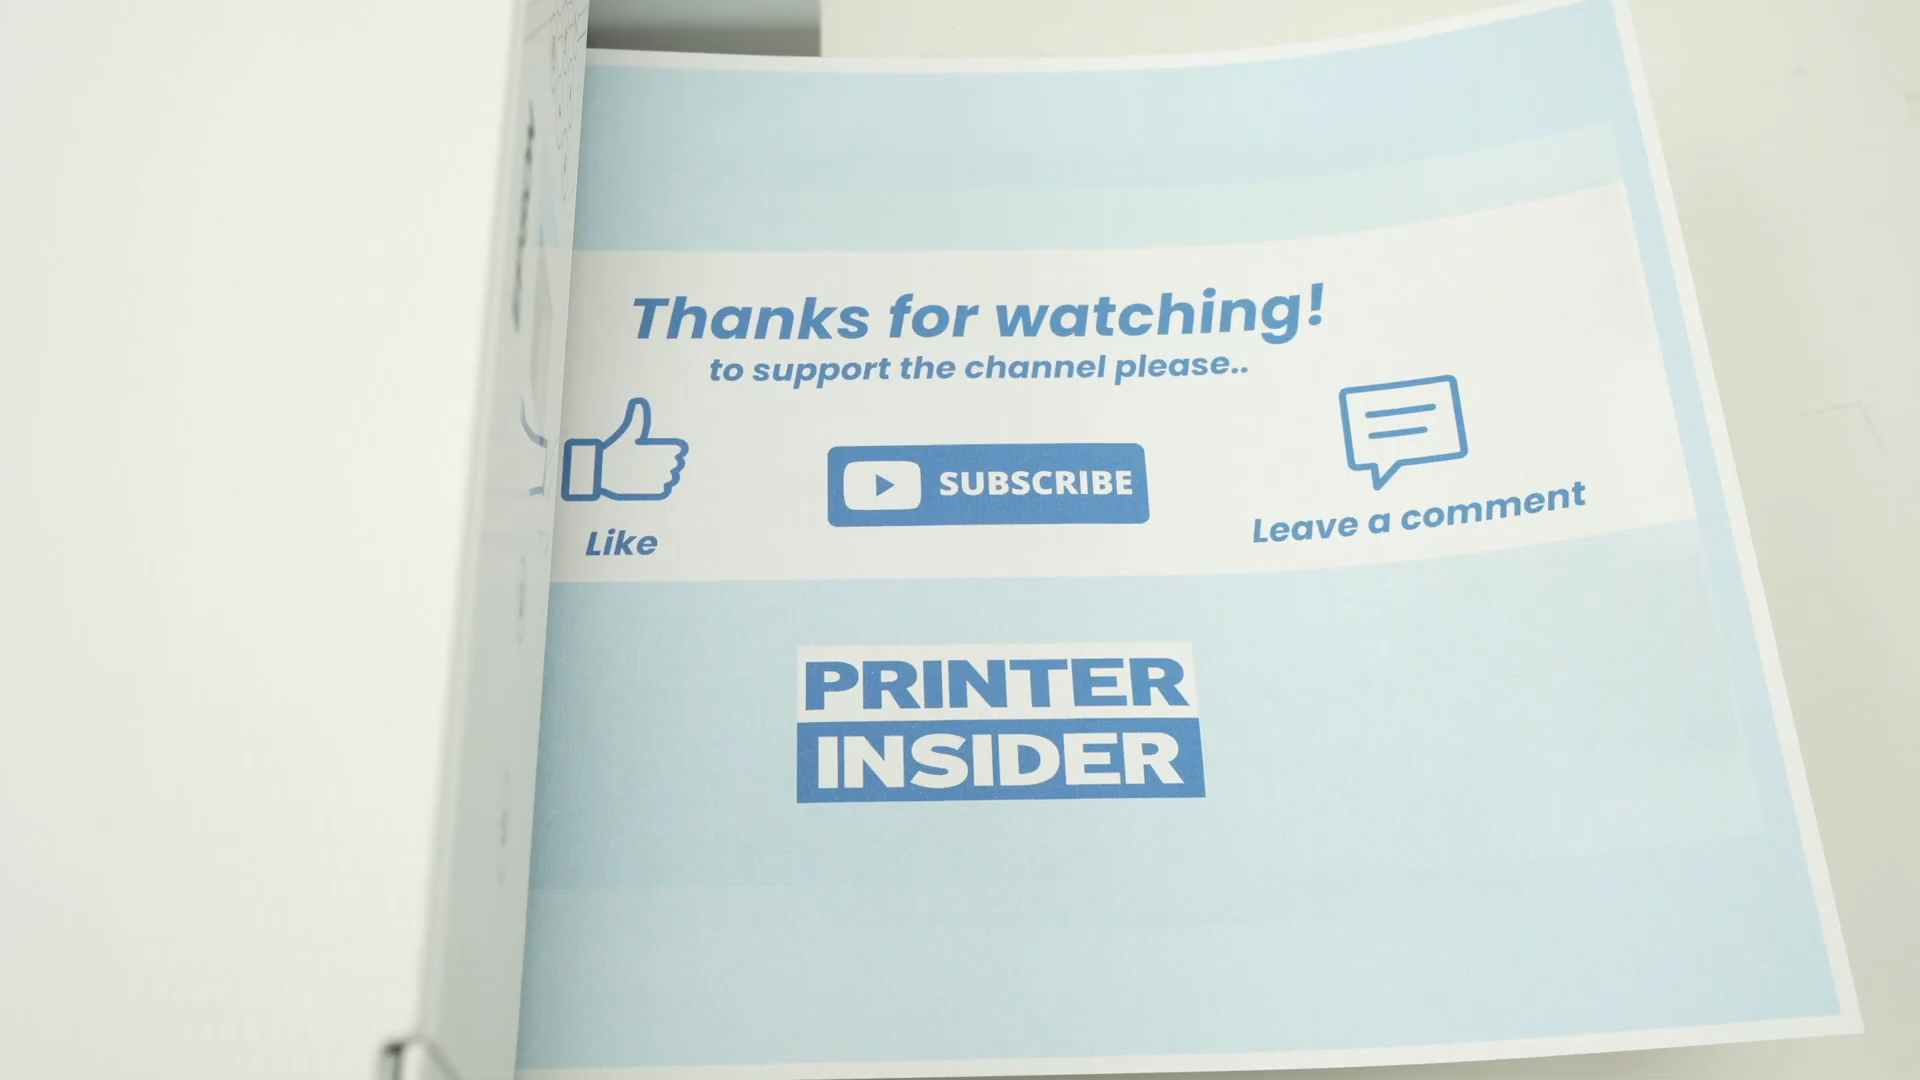 Thanks for watching!
to support the channel please..
SUBSCRIBE
Like
Leave a comment
PRINTER
INSIDER